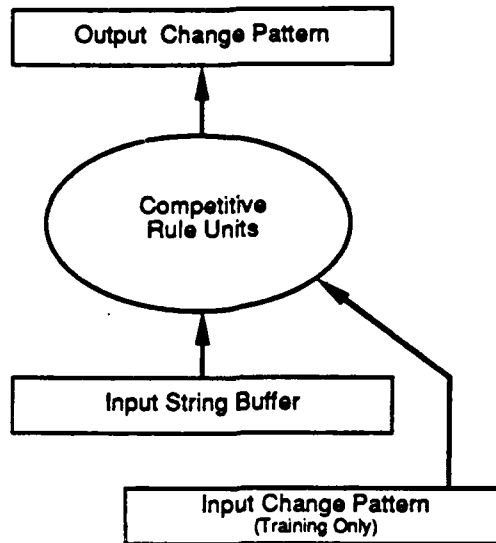 Output Change Pattern
Competitive
Rule Units
Input String Buffer
Input Change Pattern
(Training Only)